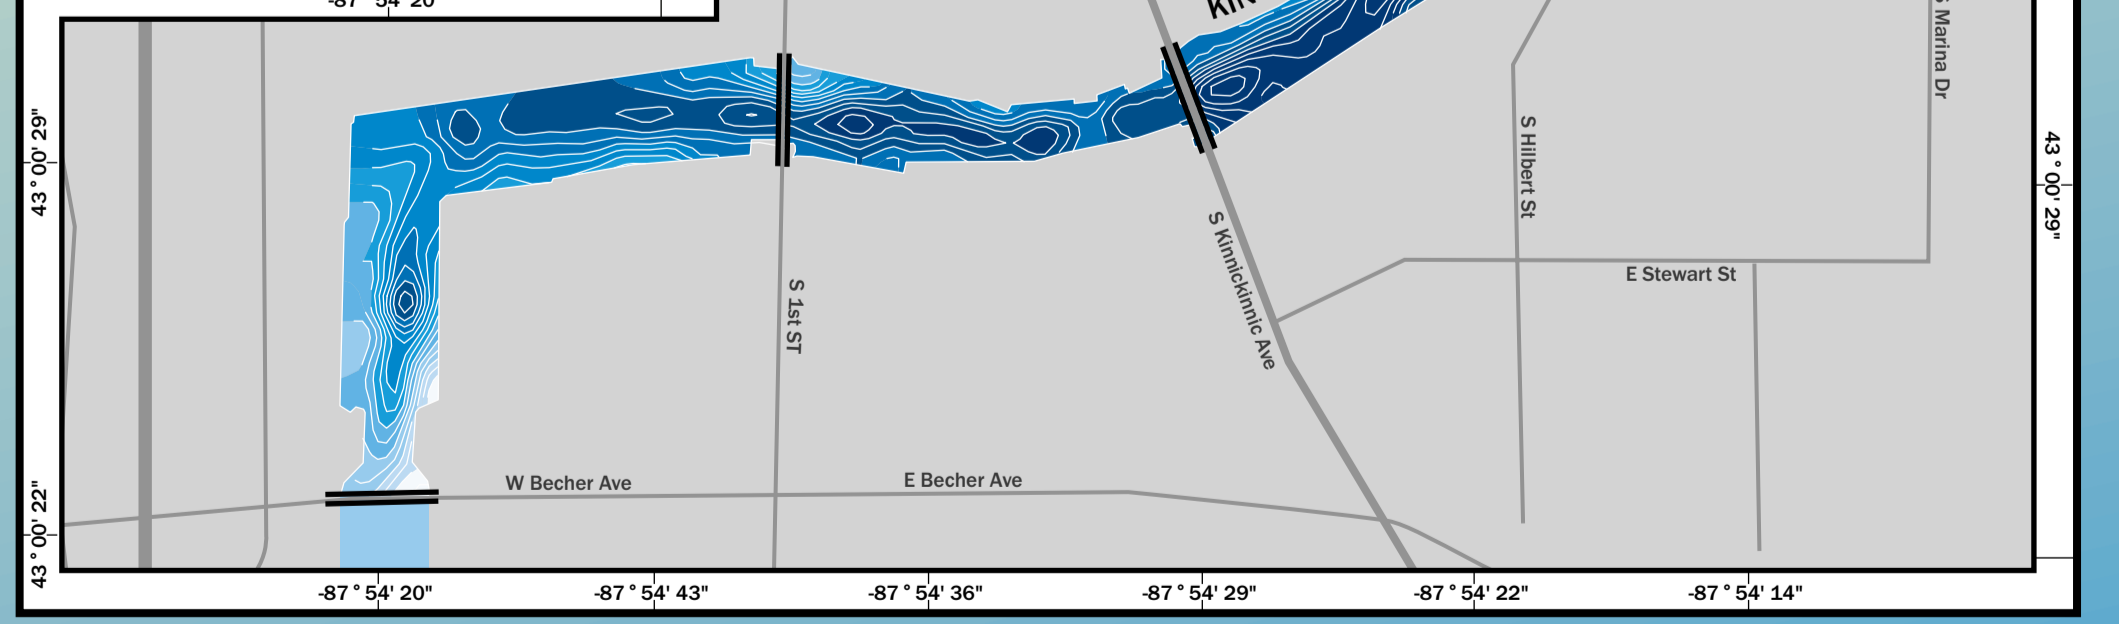 -87° 54' 20"
KIN
S Marina Dr
43° 00' 29"
S Hilbert St
43° 00' 29"
S Kinnickinnic Ave
E Stewart St
S 1st ST
W Becher Ave
E Becher Ave
43° 00' 22"
-87° 54' 20"
-87° 54' 43"
-87° 54' 36"
-87° 54' 29"
-87° 54' 22"
-87° 54' 14"